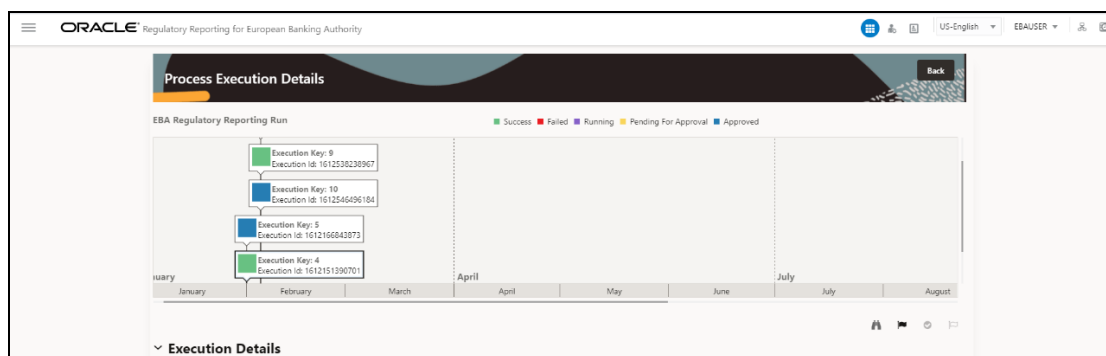 ORACLE® Regulatory Reporting for European Banking Authority
US-English
EBAUSER
Process Execution Details
Back
EBA Regulatory Reporting Run
Success Failed Running Pending For Approval Approved
Execution Key: 9
Execution Id: 1612538238967
Execution Key: 10
Execution Id: 1612546496184
Execution Key: 5
Execution Id: 1612166843873
Execution Key: 4
Execution Id: 1612151390701
uary April July
January February March April May June July August
Execution Details